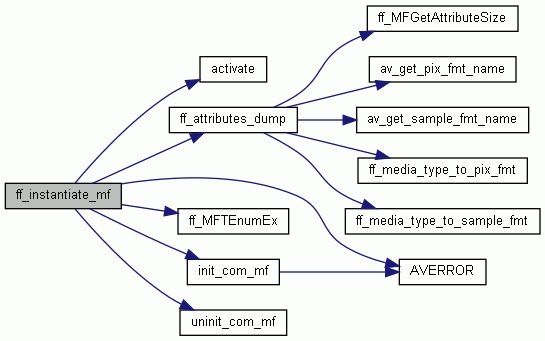 ff_MFGetAttributeSize
activate
av_get_pix_fmt_name
ff_attributes_dump
av_get_sample_fmt_name
ff_media_type_to_pix_fmt
ff_instantiate_mf
ff_MFTEnumEx
ff_media_type_to_sample_fmt
init_com_mf
AVERROR
uninit_com_mf